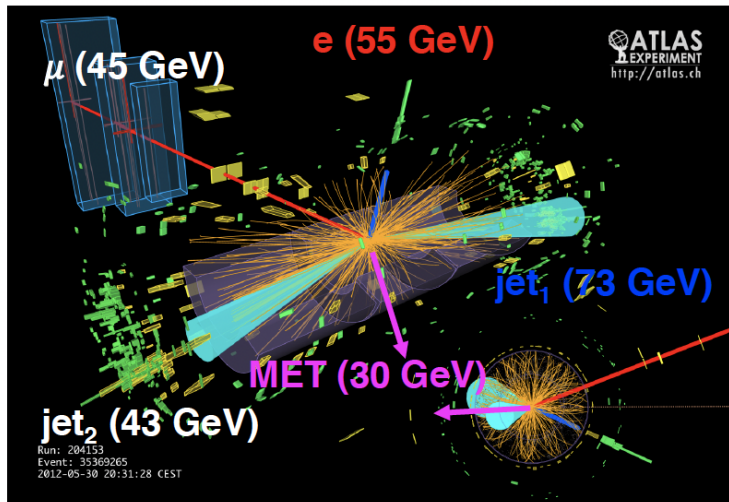 e (55 GeV)
ATLAS
EXPERIMENT
http://atlas.ch
μ (45 GeV)
jet₁ (73 GeV)
MET (30 GeV)
jet₂ (43 GeV)
Run: 204153
Event: 35369265
2012-05-30 20:31:28 CEST